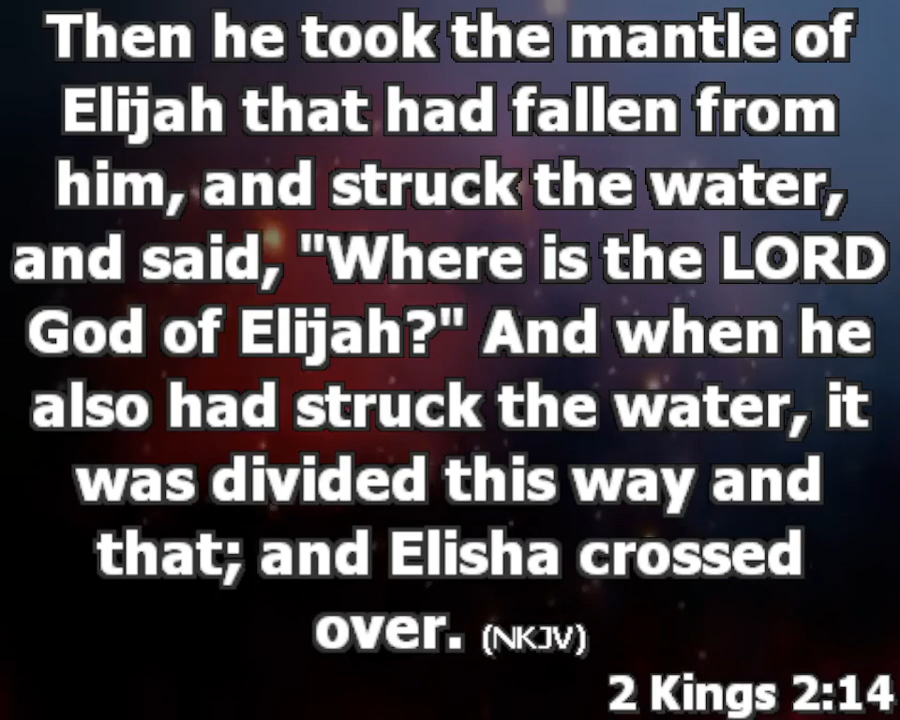 Then he took the mantle of
Elijah that had fallen from
him, and struck the water,
and said, "Where is the LORD
God of Elijah?" And when he
also had struck the water, it
was divided this way and
that; and Elisha crossed
over. (NKJV)
2 Kings 2:14